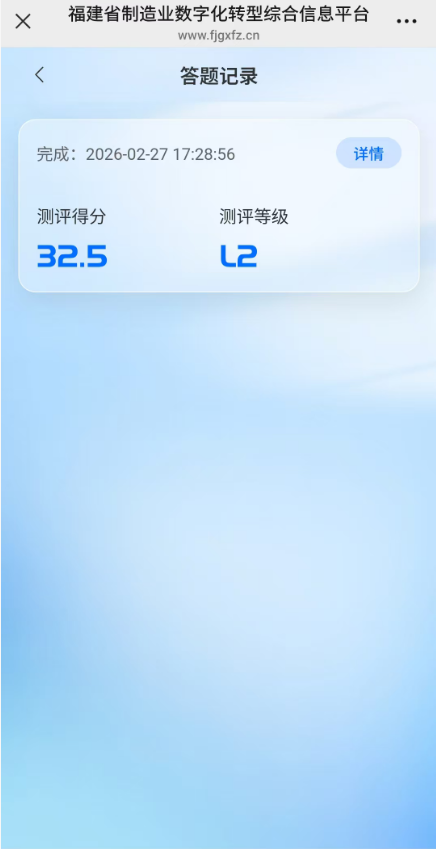 福建省制造业数字化转型综合信息平台
www.fjgxfz.cn
答题记录
完成：2026-02-27 17:28:56 详情
测评得分 测评等级
32.5 L2